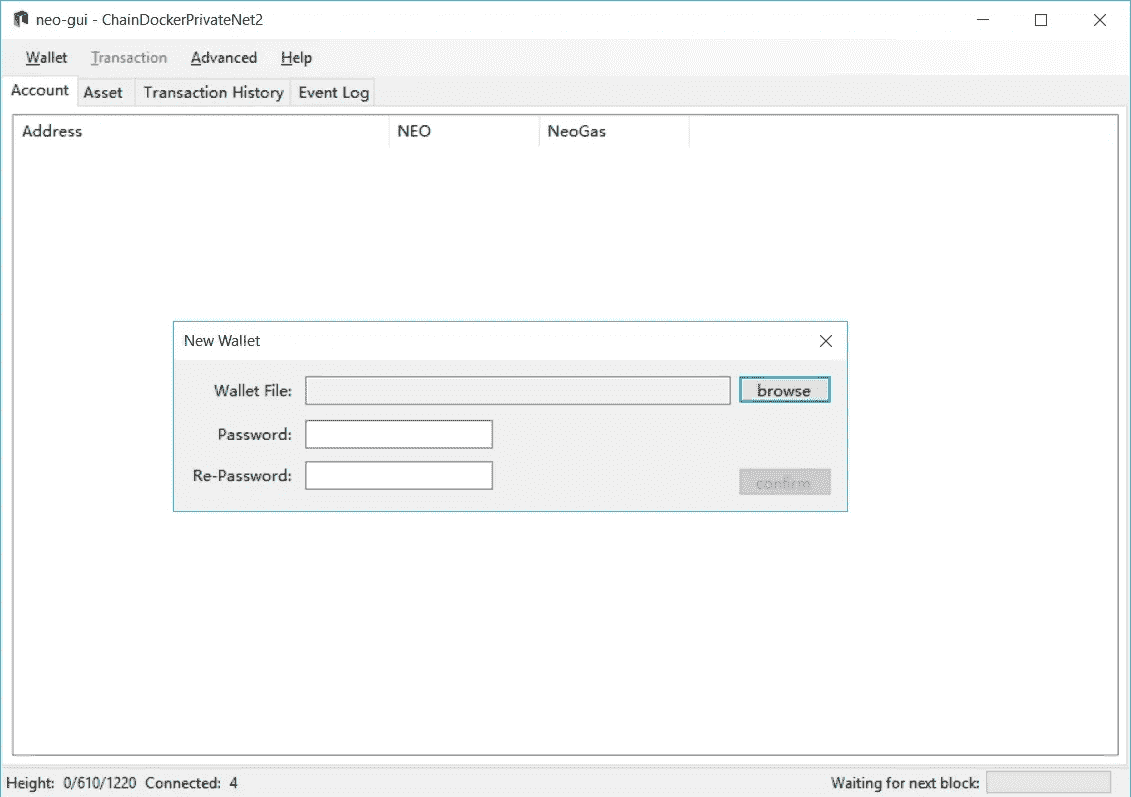 neo-gui - ChainDockerPrivateNet2
Wallet Transaction Advanced Help
Account Asset Transaction History Event Log
Address NEO NeoGas
New Wallet
Wallet File: browse
Password:
Re-Password: confirm
Height: 0/610/1220 Connected: 4 Waiting for next block: